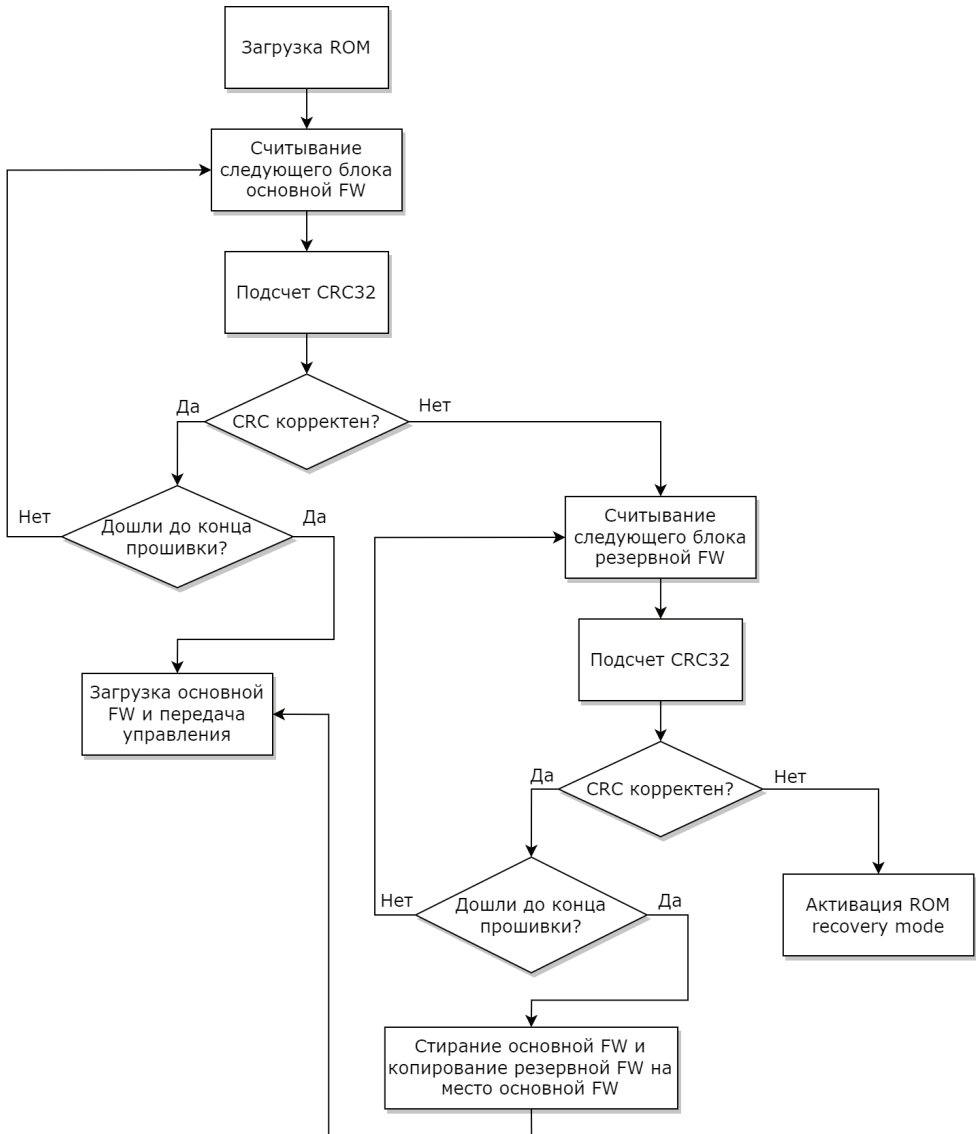 Загрузка ROM
Считывание
следующего блока
основной FW
Подсчет CRC32
CRC корректен?
Да
Нет
Дошли до конца
прошивки?
Нет
Да
Загрузка основной
FW и передача
управления
Считывание
следующего блока
резервной FW
Подсчет CRC32
CRC корректен?
Да
Нет
Дошли до конца
прошивки?
Нет
Да
Активация ROM
recovery mode
Стирание основной FW и
копирование резервной FW на
место основной FW